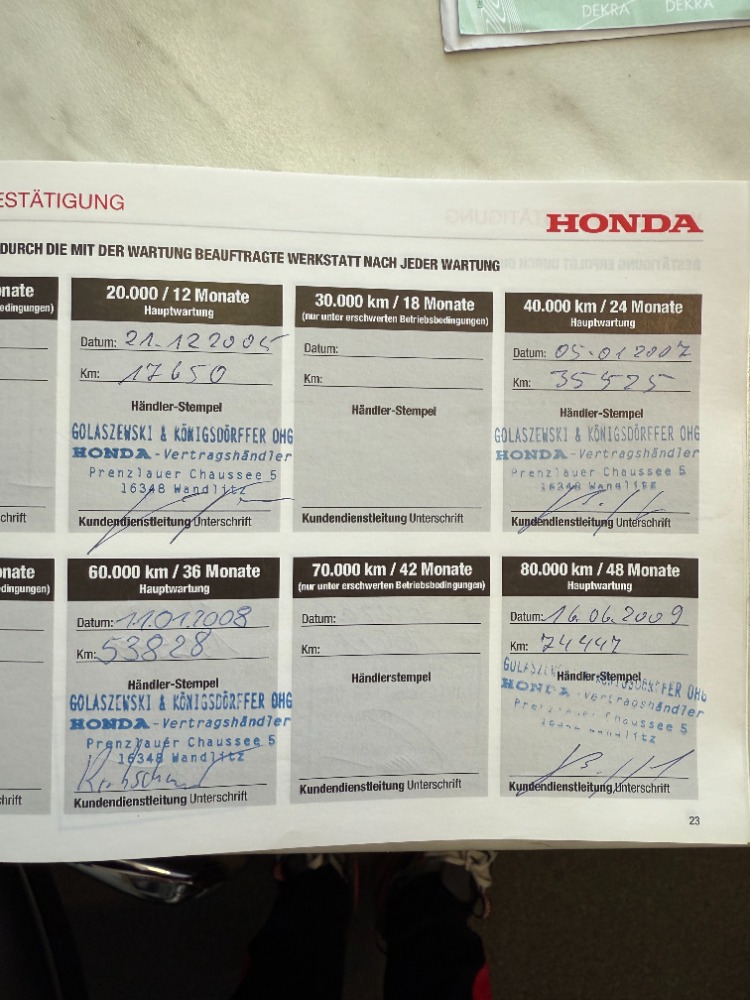 DEKRA DEKRA
ESTÄTIGUNG
HONDA
DURCH DIE MIT DER WARTUNG BEAUFTRAGTE WERKSTATT NACH JEDER WARTUNG
nate
edingungen)
chrift
20.000 / 12 Monate
Hauptwartung
Datum: 21.12.2005
Km: 17650
Händler-Stempel
GOLASZEWSKI & KÖNIGSDÖRFFER OHG
HONDA-Vertragshändler
Prenzlauer Chaussee 5
16348 Wandlitz
Kundendienstleitung Unterschrift
30.000 km / 18 Monate
(nur unter erschwerten Betriebsbedingungen)
Datum:
Km:
Händler-Stempel
Kundendienstleitung Unterschrift
40.000 km / 24 Monate
Hauptwartung
Datum: 05.01.2007
Km: 35525
Händler-Stempel
GOLASZEWSKI & KÖNIGSDÖRFFER OHG
HONDA-Vertragshändler
Prenzlauer Chaussee 5
16348 Wandlitz
Kundendienstleitung Unterschrift
nate
edingungen)
hrift
60.000 km / 36 Monate
Hauptwartung
Datum: 11.01.2008
Km: 53828
Händler-Stempel
GOLASZEWSKI & KÖNIGSDÖRFFER OHG
HONDA-Vertragshändler
Prenzlauer Chaussee 5
16348 Wandlitz
Kundendienstleitung Unterschrift
70.000 km / 42 Monate
(nur unter erschwerten Betriebsbedingungen)
Datum:
Km:
Händlerstempel
Kundendienstleitung Unterschrift
80.000 km / 48 Monate
Hauptwartung
Datum: 16.06.2009
Km: 74447
Händler-Stempel
HONDA-Vertragshändler
Chaussee 5
Kundendienstleitung Unterschrift
23